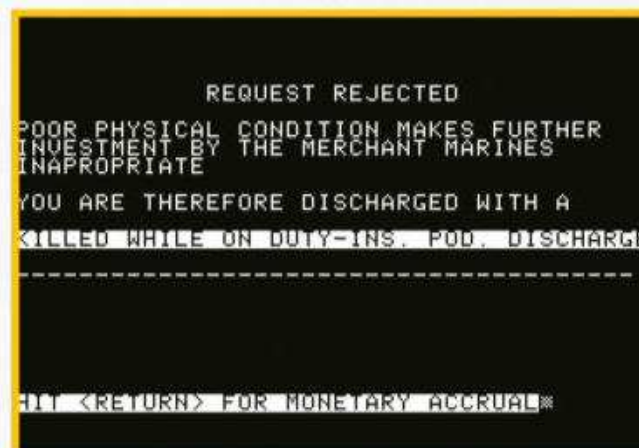 REQUEST REJECTED
POOR PHYSICAL CONDITION MAKES FURTHER
INVESTMENT BY THE MERCHANT MARINES
INAPROPRIATE
YOU ARE THEREFORE DISCHARGED WITH A
KILLED WHILE ON DUTY-INS. POD. DISCHARGE
----------------------------------------
HIT <RETURN> FOR MONETARY ACCRUAL